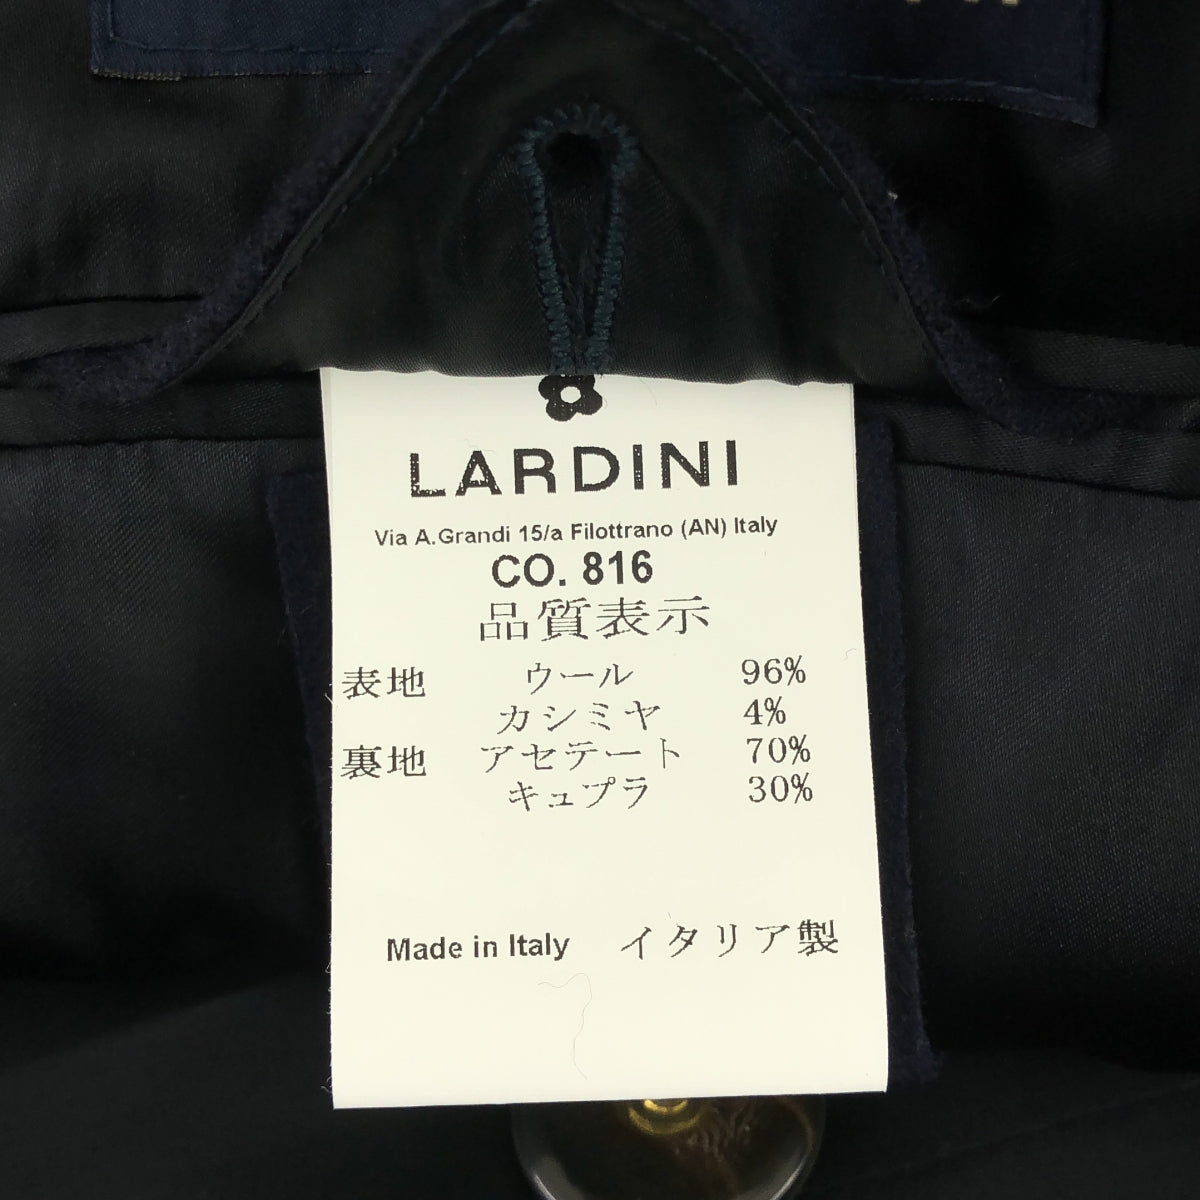 LARDINI
Via A.Grandi 15/a Filottrano (AN) Italy
CO. 816
品質表示
表地 ウール 96%
カシミヤ 4%
裏地 アセテート 70%
キュプラ 30%
Made in Italy イタリア製